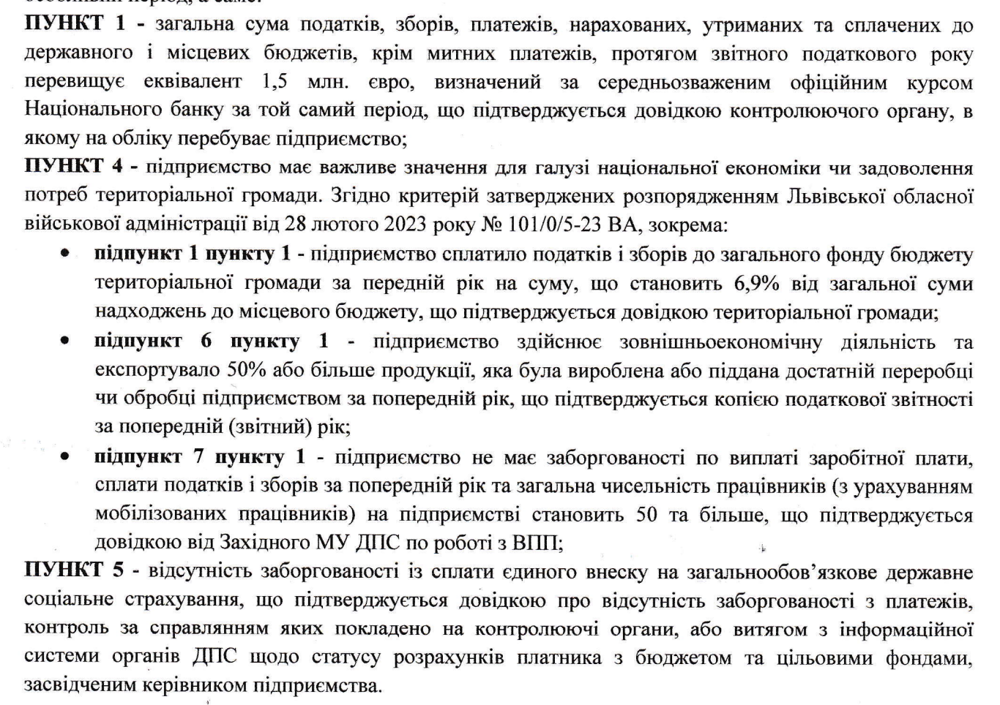 особливий період, а саме:
ПУНКТ 1 - загальна сума податків, зборів, платежів, нарахованих, утриманих та сплачених до
державного і місцевих бюджетів, крім митних платежів, протягом звітного податкового року
перевищує еквівалент 1,5 млн. євро, визначений за середньозваженим офіційним курсом
Національного банку за той самий період, що підтверджується довідкою контролюючого органу, в
якому на обліку перебуває підприємство;
ПУНКТ 4 - підприємство має важливе значення для галузі національної економіки чи задоволення
потреб територіальної громади. Згідно критерій затверджених розпорядженням Львівської обласної
військової адміністрації від 28 лютого 2023 року № 101/0/5-23 ВА, зокрема:
• підпункт 1 пункту 1 - підприємство сплатило податків і зборів до загального фонду бюджету
територіальної громади за передній рік на суму, що становить 6,9% від загальної суми
надходжень до місцевого бюджету, що підтверджується довідкою територіальної громади;
• підпункт 6 пункту 1 - підприємство здійснює зовнішньоекономічну діяльність та
експортувало 50% або більше продукції, яка була вироблена або піддана достатній переробці
чи обробці підприємством за попередній рік, що підтверджується копією податкової звітності
за попередній (звітний) рік;
• підпункт 7 пункту 1 - підприємство не має заборгованості по виплаті заробітної плати,
сплати податків і зборів за попередній рік та загальна чисельність працівників (з урахуванням
мобілізованих працівників) на підприємстві становить 50 та більше, що підтверджується
довідкою від Західного МУ ДПС по роботі з ВПП;
ПУНКТ 5 - відсутність заборгованості із сплати єдиного внеску на загальнообов’язкове державне
соціальне страхування, що підтверджується довідкою про відсутність заборгованості з платежів,
контроль за справлянням яких покладено на контролюючі органи, або витягом з інформаційної
системи органів ДПС щодо статусу розрахунків платника з бюджетом та цільовими фондами,
засвідченим керівником підприємства.